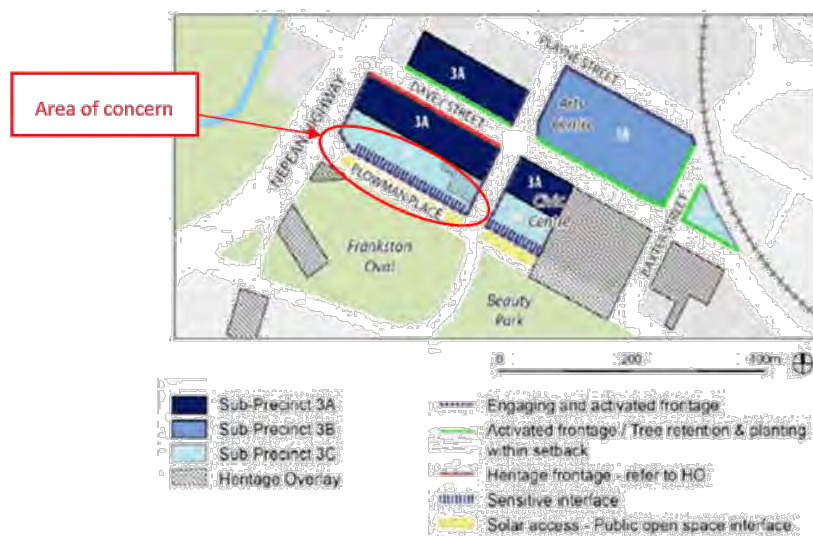 Area of concern
NEPEAN HIGHWAY
3A
DAVEY STREET
3A
PLAYNE STREET
Arts
Centre
3B
PLOWMAN PLACE
3A
Civic
Centre
Frankston
Oval
Beauty
Park
0 200 400m
Sub-Precinct 3A
Sub-Precinct 3B
Sub Precinct 3C
Heritage Overlay
Engaging and activated frontage
Activated frontage / Tree retention & planting
within setback
Heritage frontage - refer to HO
Sensitive interface
Solar access - Public open space interface